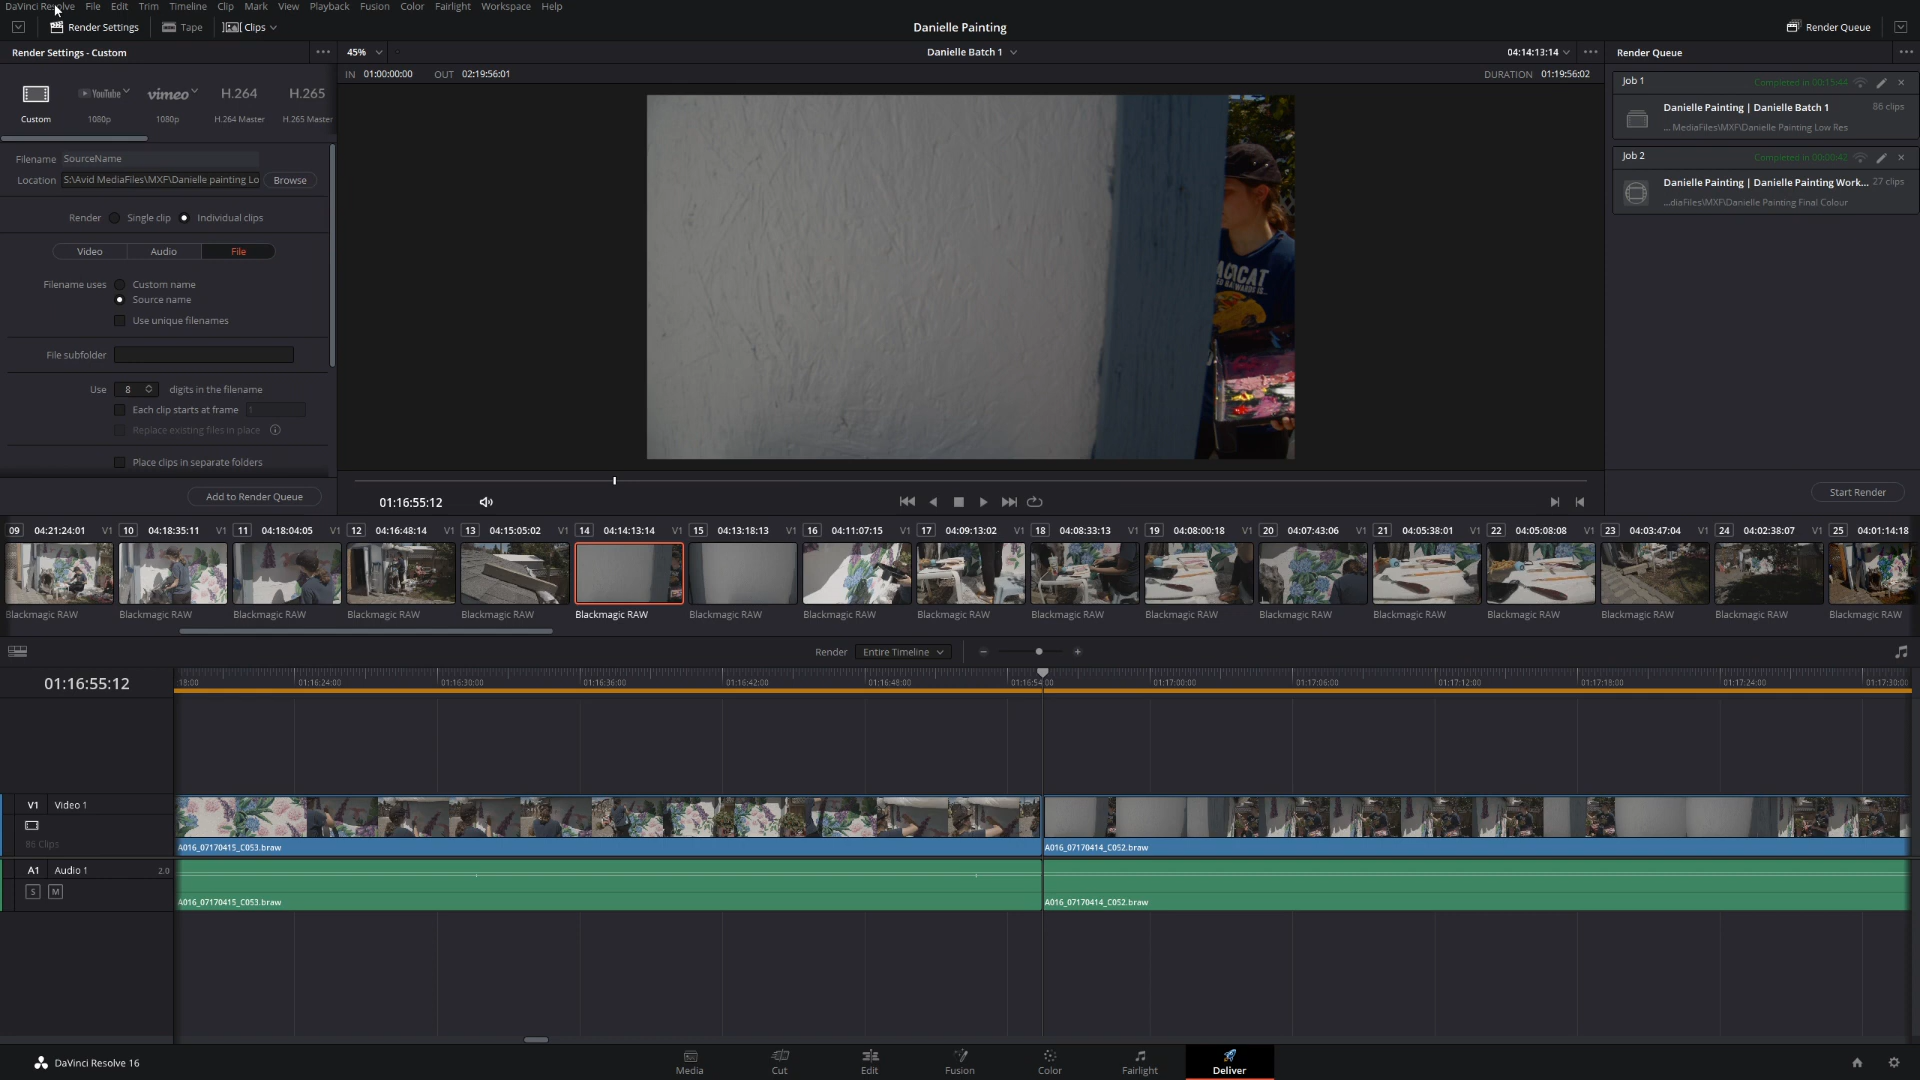 DaVinci Resolve File Edit Trim Timeline Clip Mark View Playback Fusion Color Fairlight Workspace Help
Render Settings Tape Clips Danielle Painting Render Queue
Render Settings - Custom 45% Danielle Batch 1 04:14:13:14 Render Queue
IN 01:00:00:00 OUT 02:19:56:01 DURATION 01:19:56:02
YouTube vimeo H.264 H.265
Custom 1080p 1080p H.264 Master H.265 Master
Filename SourceName
Location S:\Avid MediaFiles\MXF\Danielle painting Lo Browse
Render Single clip Individual clips
Video Audio File
Filename uses Custom name
Source name
Use unique filenames
File subfolder
Use 8 digits in the filename
Each clip starts at frame 1
Replace existing files in place
Place clips in separate folders
Add to Render Queue
Job 1 Completed in 00:15:44
Danielle Painting | Danielle Batch 1 86 clips
... MediaFiles\MXF\Danielle Painting Low Res
Job 2 Completed in 00:00:42
Danielle Painting | Danielle Painting Work... 27 clips
...diaFiles\MXF\Danielle Painting Final Colour
01:16:55:12 Start Render
09 04:21:24:01 V1 10 04:18:35:11 V1 11 04:18:04:05 V1 12 04:16:48:14 V1 13 04:15:05:02 V1 14 04:14:13:14 V1 15 04:13:18:13 V1 16 04:11:07:15 V1 17 04:09:13:02 V1 18 04:08:33:13 V1 19 04:08:00:18 V1 20 04:07:43:06 V1 21 04:05:38:01 V1 22 04:05:08:08 V1 23 04:03:47:04 V1 24 04:02:38:07 V1 25 04:01:14:18
Blackmagic RAW Blackmagic RAW Blackmagic RAW Blackmagic RAW Blackmagic RAW Blackmagic RAW Blackmagic RAW Blackmagic RAW Blackmagic RAW Blackmagic RAW Blackmagic RAW Blackmagic RAW Blackmagic RAW Blackmagic RAW Blackmagic RAW Blackmagic RAW Blackmagic RAW
Render Entire Timeline
01:16:55:12 18:00 01:16:24:00 01:16:30:00 01:16:36:00 01:16:42:00 01:16:48:00 01:16:54:00 01:17:00:00 01:17:06:00 01:17:12:00 01:17:18:00 01:17:24:00 01:17:30:00
V1 Video 1
86 Clips
A016_07170415_C053.braw A016_07170414_C052.braw
A1 Audio 1 2.0
S M
A016_07170415_C053.braw A016_07170414_C052.braw
DaVinci Resolve 16 Media Cut Edit Fusion Color Fairlight Deliver